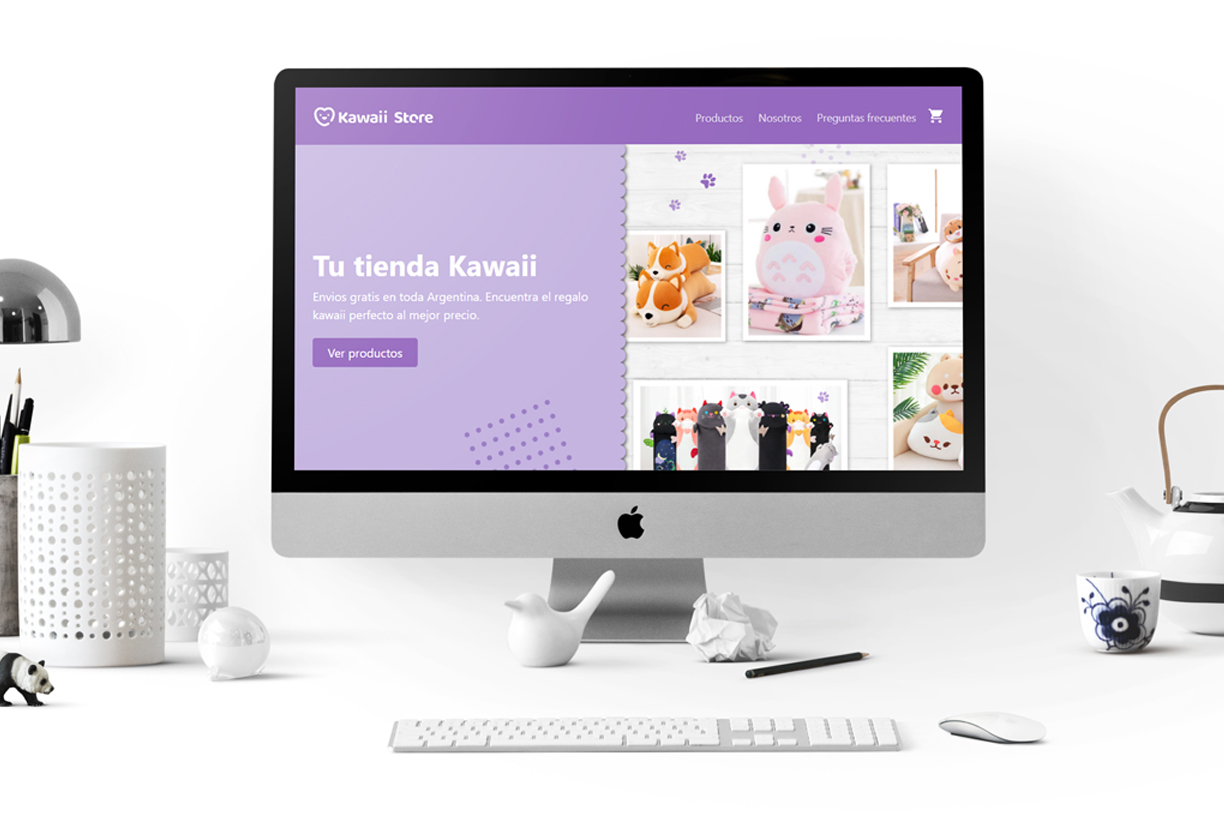 Kawaii Store
Productos
Nosotros
Preguntas frecuentes
Tu tienda Kawaii
Envios gratis en toda Argentina. Encuentra el regalo
kawaii perfecto al mejor precio.
Ver productos